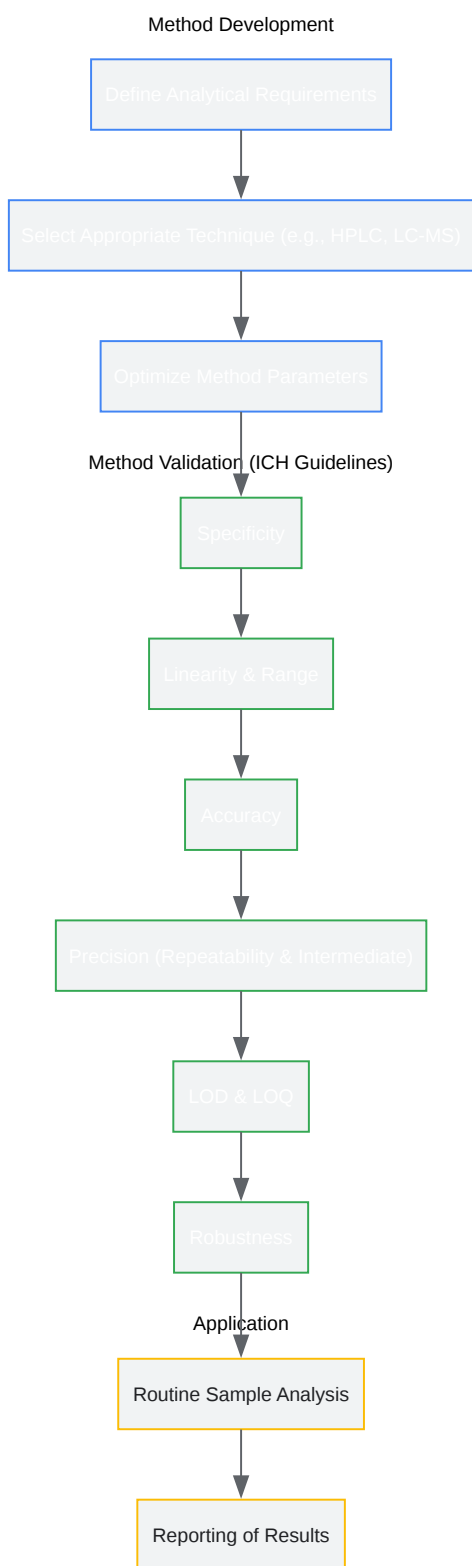 Method Development
Define Analytical Requirements
Select Appropriate Technique (e.g., HPLC, LC-MS)
Optimize Method Parameters
Method Validation (ICH Guidelines)
Specificity
Linearity & Range
Accuracy
Precision (Repeatability & Intermediate)
LOD & LOQ
Robustness
Application
Routine Sample Analysis
Reporting of Results